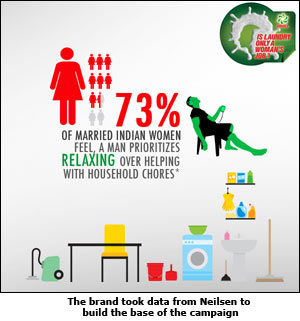 IS LAUNDRY
ONLY A
WOMAN'S
JOB?
73%
OF MARRIED INDIAN WOMEN
FEEL, A MAN PRIORITIZES
RELAXING OVER HELPING
WITH HOUSEHOLD CHORES*
The brand took data from Neilsen to
build the base of the campaign